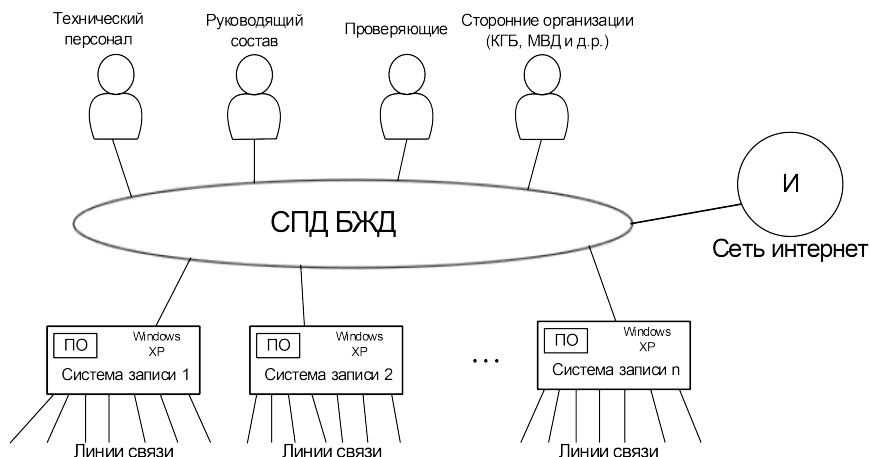 Технический
персонал
Руководящий
состав
Проверяющие
Сторонние организации
(КГБ, МВД и д.р.)
СПД БЖД
И
Сеть интернет
ПО
Windows
XP
Система записи 1
Линии связи
ПО
Windows
XP
Система записи 2
Линии связи
...
ПО
Windows
XP
Система записи n
Линии связи